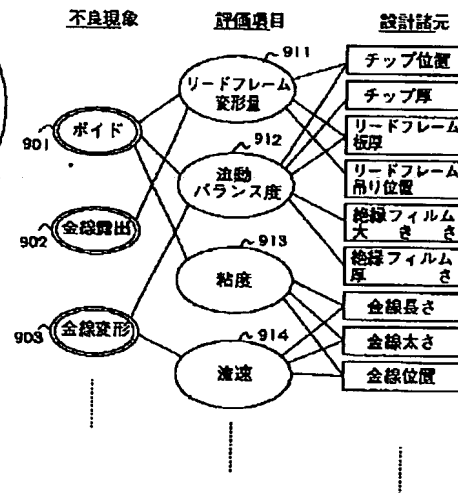 不良現象
評価項目
設計諸元
901
ボイド
902
金線露出
903
金線変形
911
リードフレーム
変形量
912
流動
バランス度
913
粘度
914
流速
チップ位置
チップ厚
リードフレーム
板厚
リードフレーム
吊り位置
絶縁フィルム
大きさ
絶縁フィルム
厚さ
金線長さ
金線太さ
金線位置